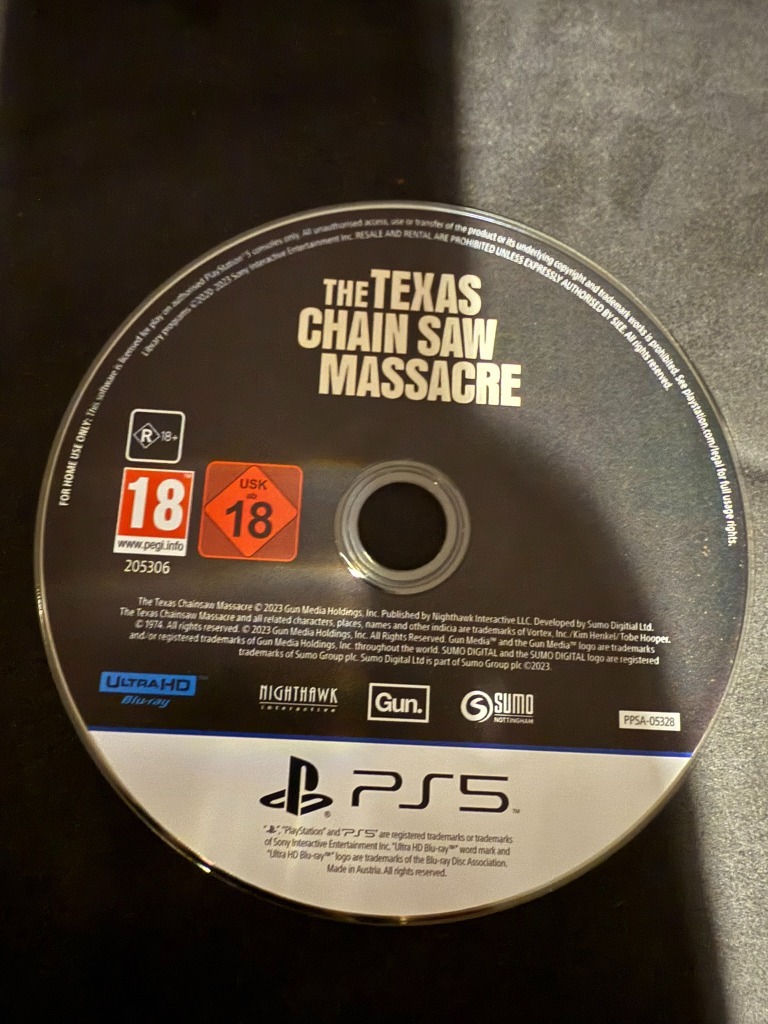 FOR HOME USE ONLY: This software is licensed for play on authorised PlayStation®5 consoles only. All unauthorised access, use or transfer of the product or its underlying copyright and trademark works is prohibited. See playstation.com/legal for full usage rights.
Library programs ©2020-2023 Sony Interactive Entertainment Inc. RESALE AND RENTAL ARE PROHIBITED UNLESS EXPRESSLY AUTHORISED BY SIEE. All rights reserved.
THE TEXAS
CHAIN SAW
MASSACRE
R 18+
18
www.pegi.info
USK
ab
18
205306
The Texas Chainsaw Massacre © 2023 Gun Media Holdings, Inc. Published by Nighthawk Interactive LLC. Developed by Sumo Digitial Ltd.
The Texas Chainsaw Massacre and all related characters, places, names and other indicia are trademarks of Vortex, Inc./Kim Henkel/Tobe Hooper.
© 1974. All rights reserved. © 2023 Gun Media Holdings, Inc. All Rights Reserved. Gun Media™ and the Gun Media™ logo are trademarks
and/or registered trademarks of Gun Media Holdings, Inc. throughout the world. SUMO DIGITAL and the SUMO DIGITAL logo are registered
trademarks of Sumo Group plc. Sumo Digital Ltd is part of Sumo Group plc ©2023.
ULTRA HD™
Blu-ray
NIGHTHAWK
interactive
Gun.
SUMO
NOTTINGHAM
PPSA-05328
® PS5™
"PlayStation" and "PS5" are registered trademarks or trademarks
of Sony Interactive Entertainment Inc. "Ultra HD Blu-ray™" word mark and
"Ultra HD Blu-ray™" logo are trademarks of the Blu-ray Disc Association.
Made in Austria. All rights reserved.